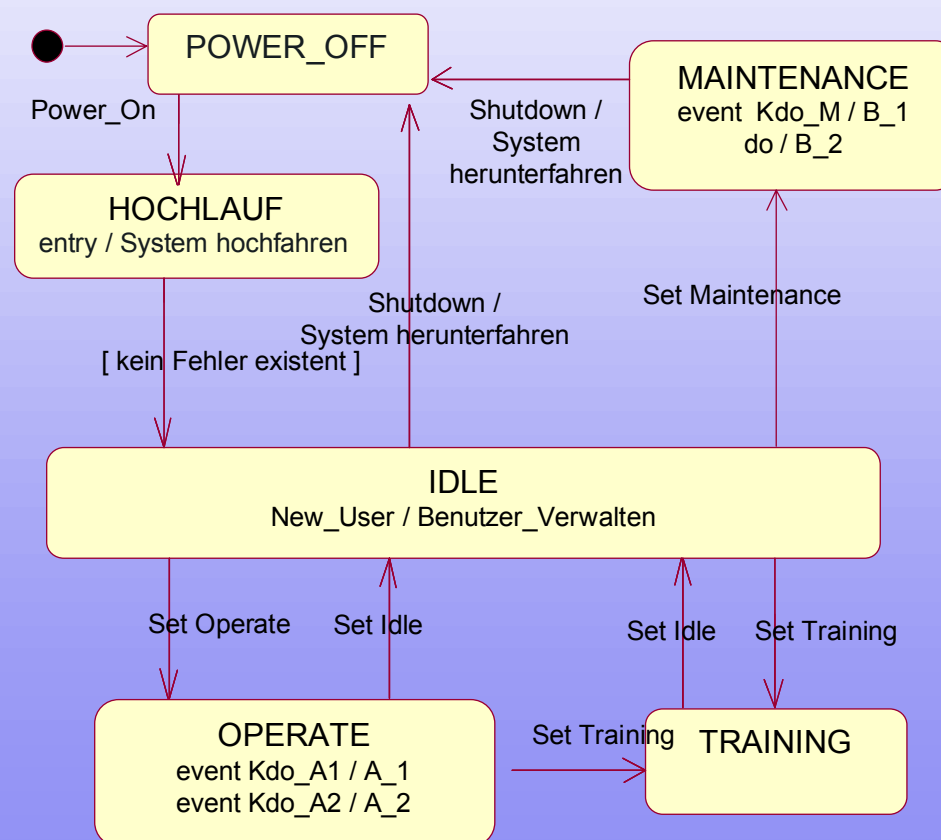 POWER_OFF
MAINTENANCE
event Kdo_M / B_1
do / B_2
Power_On
Shutdown /
System
herunterfahren
HOCHLAUF
entry / System hochfahren
Shutdown /
System herunterfahren
Set Maintenance
[ kein Fehler existent ]
IDLE
New_User / Benutzer_Verwalten
Set Operate
Set Idle
Set Idle
Set Training
OPERATE
event Kdo_A1 / A_1
event Kdo_A2 / A_2
Set Training
TRAINING